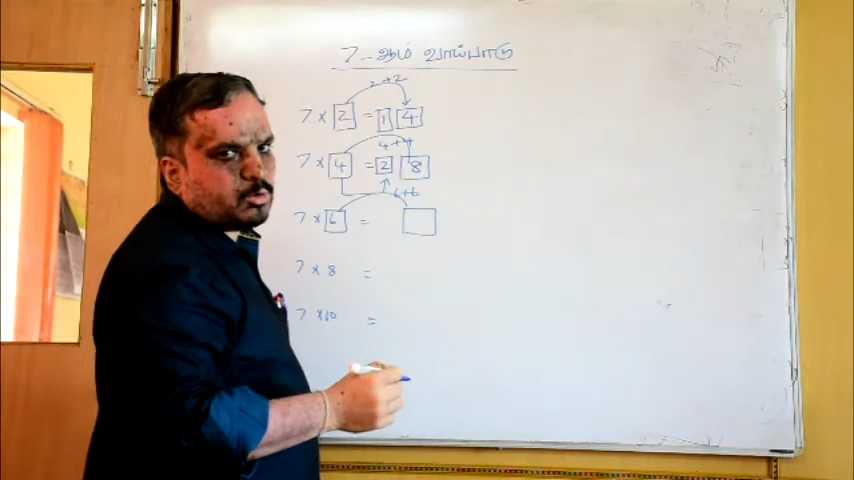 7-ஆம் வாய்பாடு
2+2
7 × 2 = 1 4
4+4
7 × 4 = 2 8
6+6
7 × 6 =
7 × 8 =
7 × 10 =